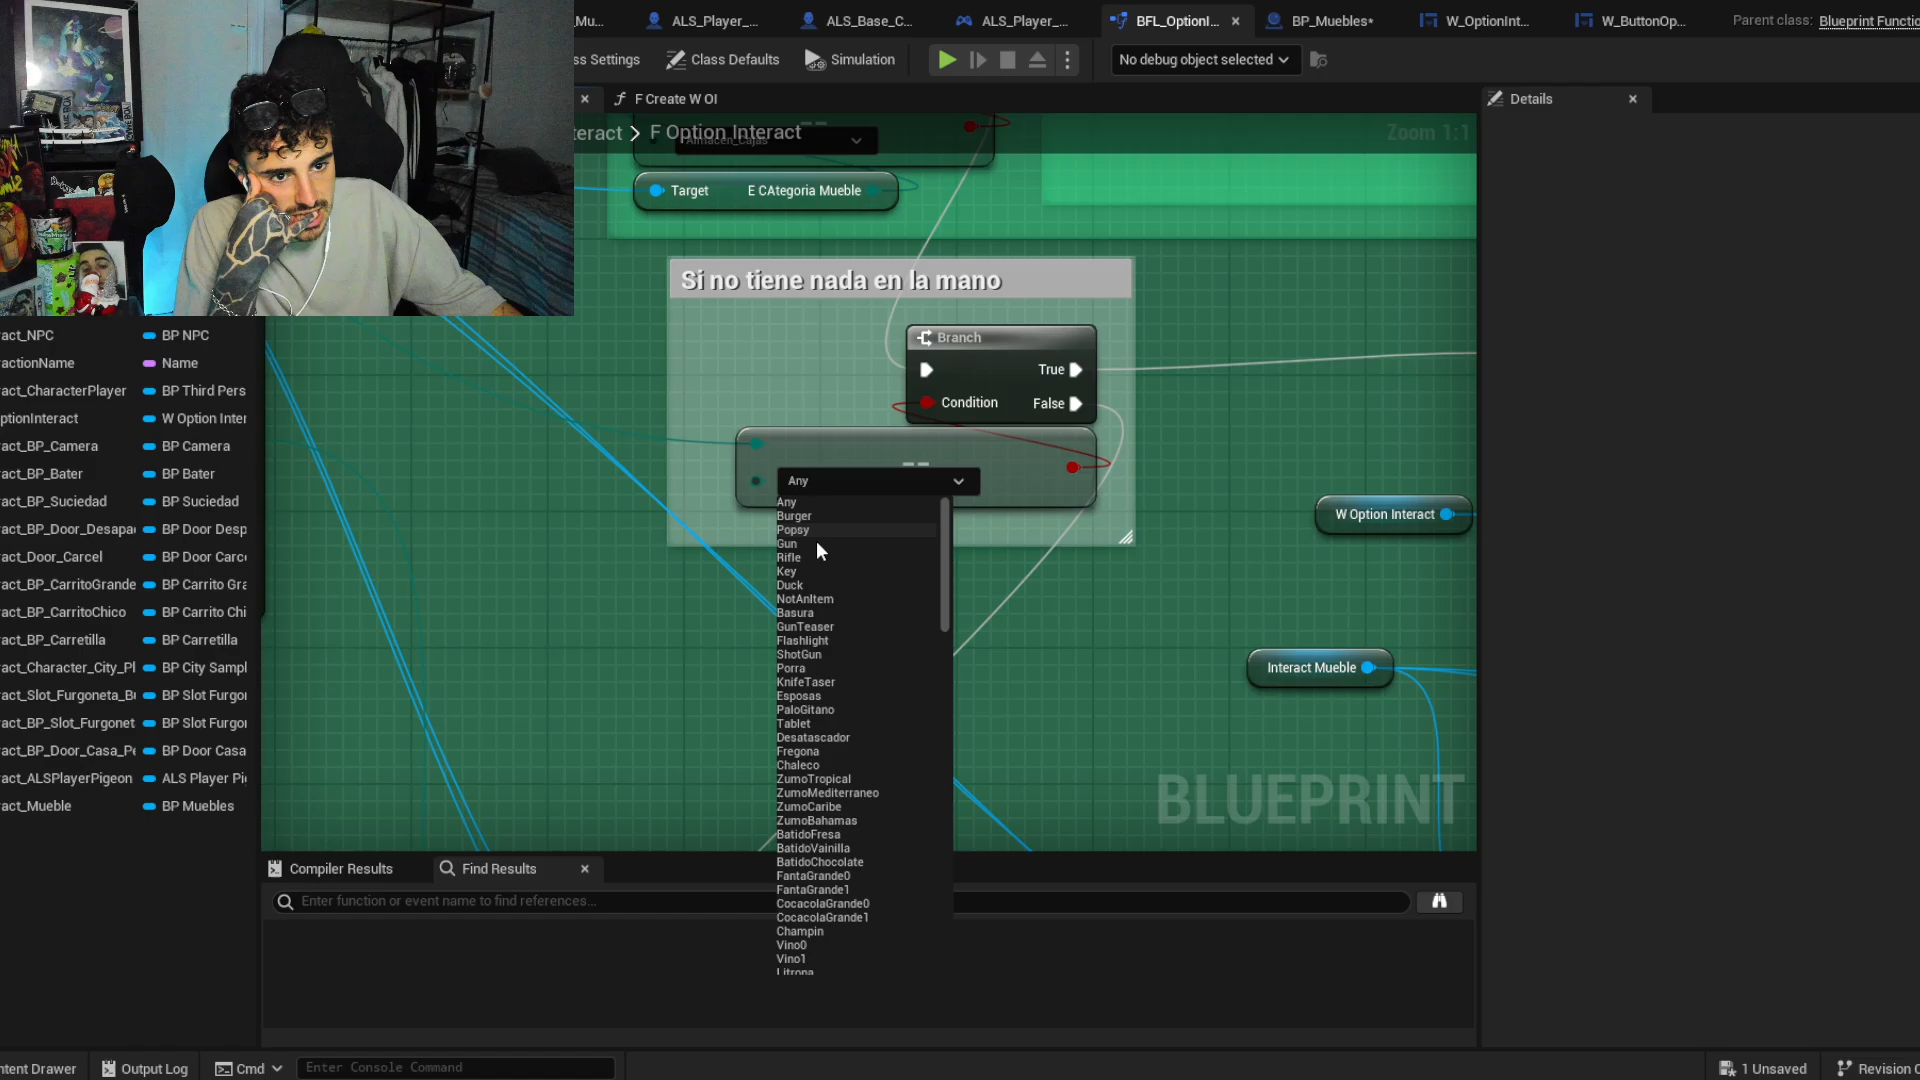 Mu...
ALS_Player_...
ALS_Base_C...
ALS_Player_...
BFL_OptionI...
BP_Muebles*
W_OptionInt...
W_ButtonOp...
Parent class: Blueprint Functio
ss Settings
Class Defaults
Simulation
No debug object selected
F Create W OI
Details
eract > F Option Interact
Zoom 1:1
Almacen_Cajas
Target
E CAtegoria Mueble
Si no tiene nada en la mano
Branch
True
Condition
False
Any
Any
Burger
Popsy
Gun
Rifle
Key
Duck
NotAnItem
Basura
GunTeaser
Flashlight
ShotGun
Porra
KnifeTaser
Esposas
PaloGitano
Tablet
Desatascador
Fregona
Chaleco
ZumoTropical
ZumoMediterraneo
ZumoCaribe
ZumoBahamas
BatidoFresa
BatidoVainilla
BatidoChocolate
FantaGrande0
FantaGrande1
CocacolaGrande0
CocacolaGrande1
Champin
Vino0
Vino1
Litrona
W Option Interact
Interact Mueble
BLUEPRINT
act_NPC BP NPC
actionName Name
act_CharacterPlayer BP Third Pers
ptionInteract W Option Inter
act_BP_Camera BP Camera
act_BP_Bater BP Bater
act_BP_Suciedad BP Suciedad
act_BP_Door_Desapa BP Door Desp
act_Door_Carcel BP Door Carc
act_BP_CarritoGrande BP Carrito Gra
act_BP_CarritoChico BP Carrito Chi
act_BP_Carretilla BP Carretilla
act_Character_City_Pl BP City Sampl
act_Slot_Furgoneta_B BP Slot Furgor
act_BP_Slot_Furgonet BP Slot Furgor
act_BP_Door_Casa_Pe BP Door Casa
act_ALSPlayerPigeon ALS Player Pi
act_Mueble BP Muebles
Compiler Results
Find Results
Enter function or event name to find references...
ntent Drawer
Output Log
Cmd
Enter Console Command
1 Unsaved
Revision C